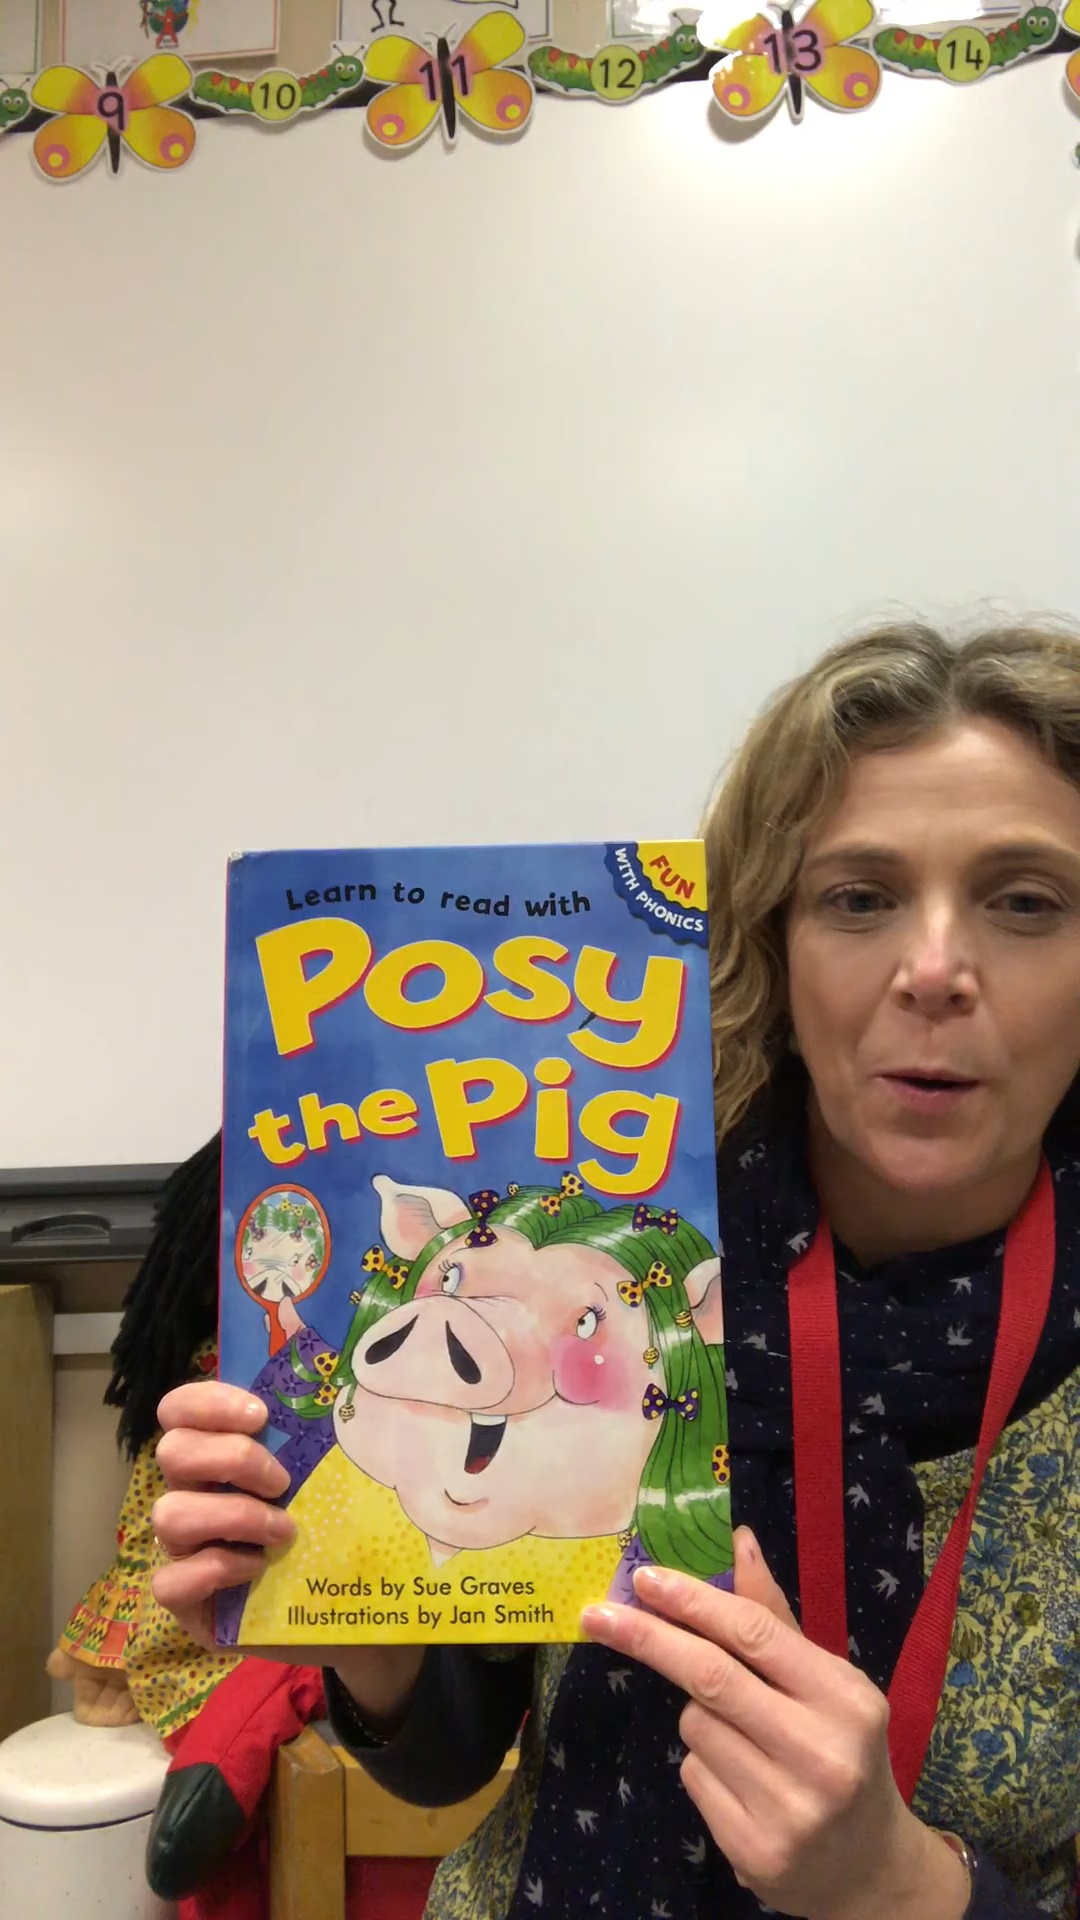 9 10 11 12 13 14
FUN
WITH PHONICS
Learn to read with
Posy
the Pig
Words by Sue Graves
Illustrations by Jan Smith